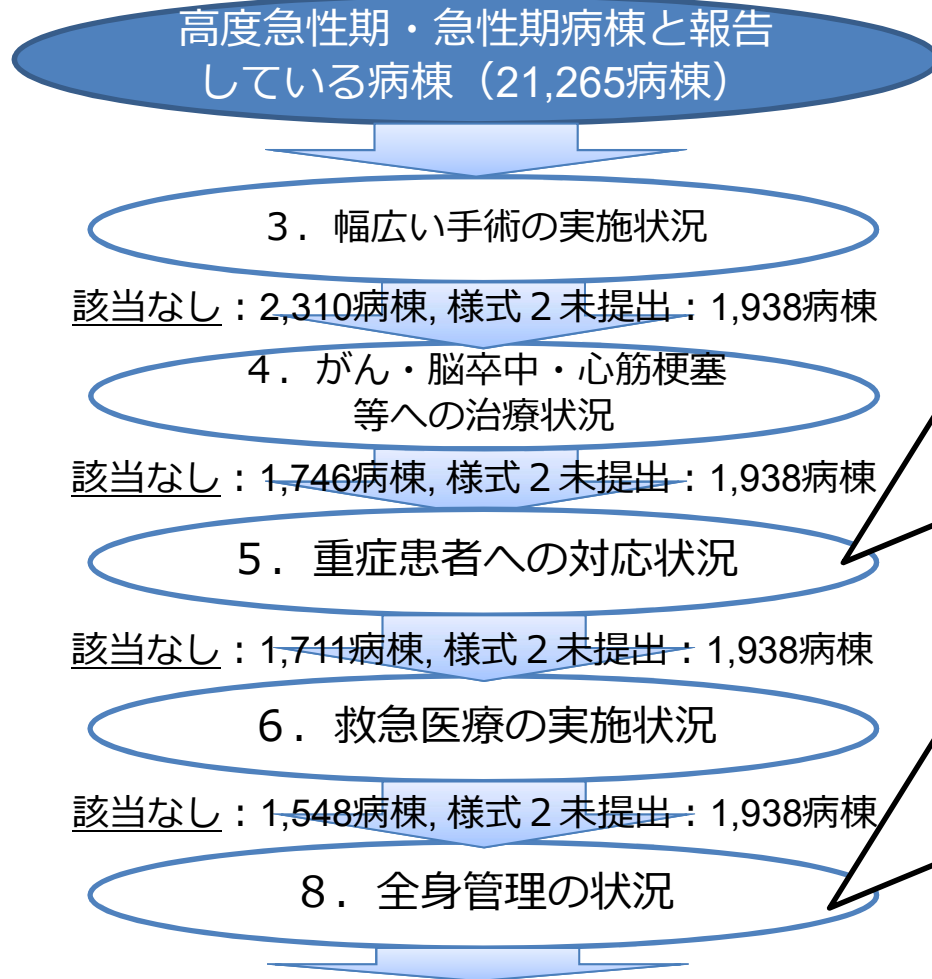 高度急性期・急性期病棟と報告
している病棟（21,265病棟）
３．幅広い手術の実施状況
該当なし：2,310病棟, 様式２未提出：1,938病棟
４．がん・脳卒中・心筋梗塞
等への治療状況
該当なし：1,746病棟, 様式２未提出：1,938病棟
５．重症患者への対応状況
該当なし：1,711病棟, 様式２未提出：1,938病棟
６．救急医療の実施状況
該当なし：1,548病棟, 様式２未提出：1,938病棟
８．全身管理の状況